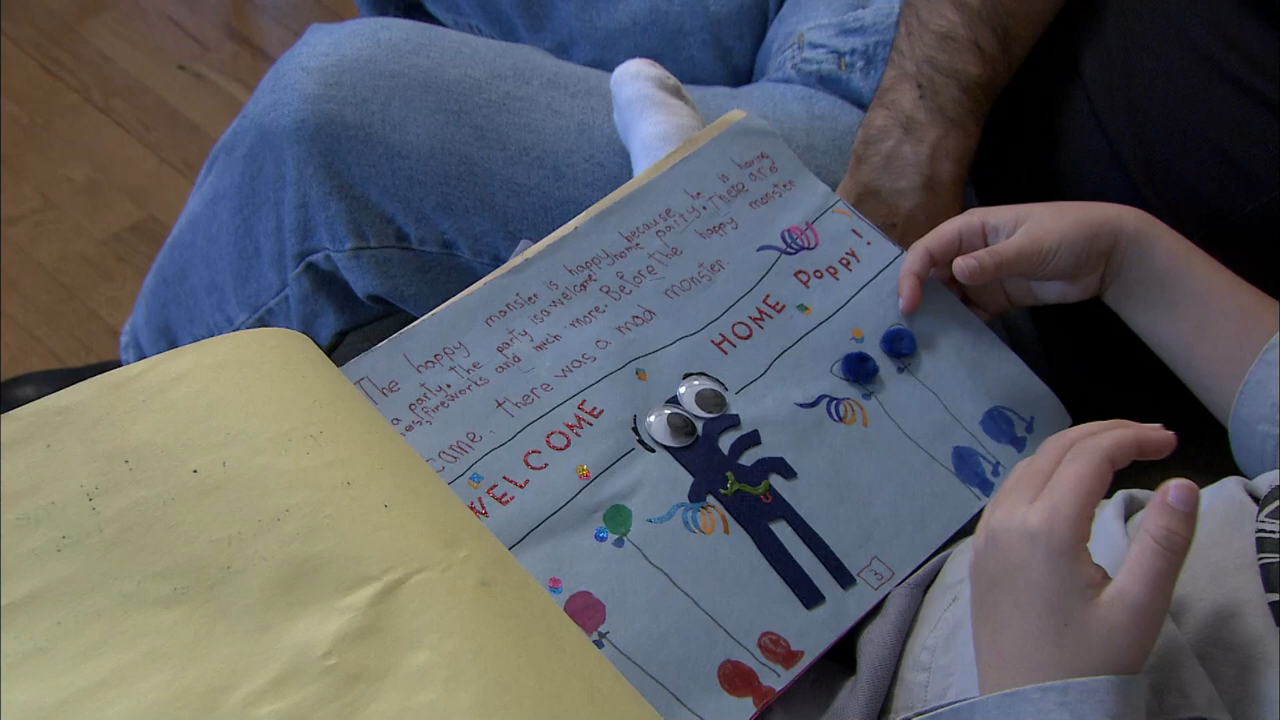 The happy monster is happy because he is having
a party. The party is a welcome home party. There are
es, fireworks and much more. Before the happy monster
came, there was a mad monster.
WELCOME HOME Poppy!
3